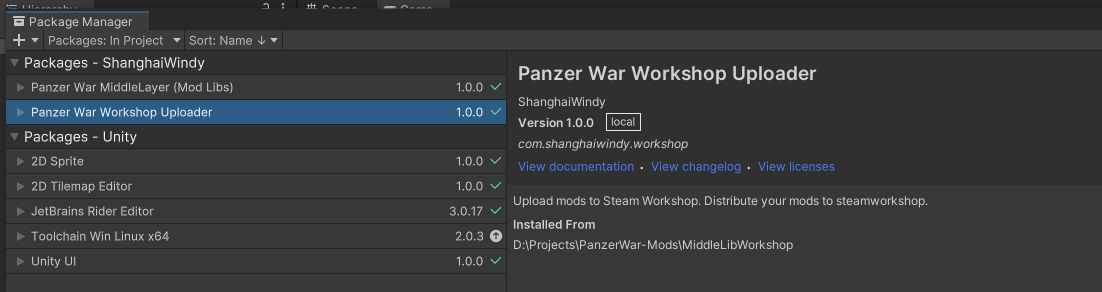 Package Manager
Packages: In Project Sort: Name ↓
Packages - ShanghaiWindy
Panzer War MiddleLayer (Mod Libs) 1.0.0
Panzer War Workshop Uploader 1.0.0
Packages - Unity
2D Sprite 1.0.0
2D Tilemap Editor 1.0.0
JetBrains Rider Editor 3.0.17
Toolchain Win Linux x64 2.0.3
Unity UI 1.0.0
Panzer War Workshop Uploader
ShanghaiWindy
Version 1.0.0 local
com.shanghaiwindy.workshop
View documentation • View changelog • View licenses
Upload mods to Steam Workshop. Distribute your mods to steamworkshop.
Installed From
D:\Projects\PanzerWar-Mods\MiddleLibWorkshop